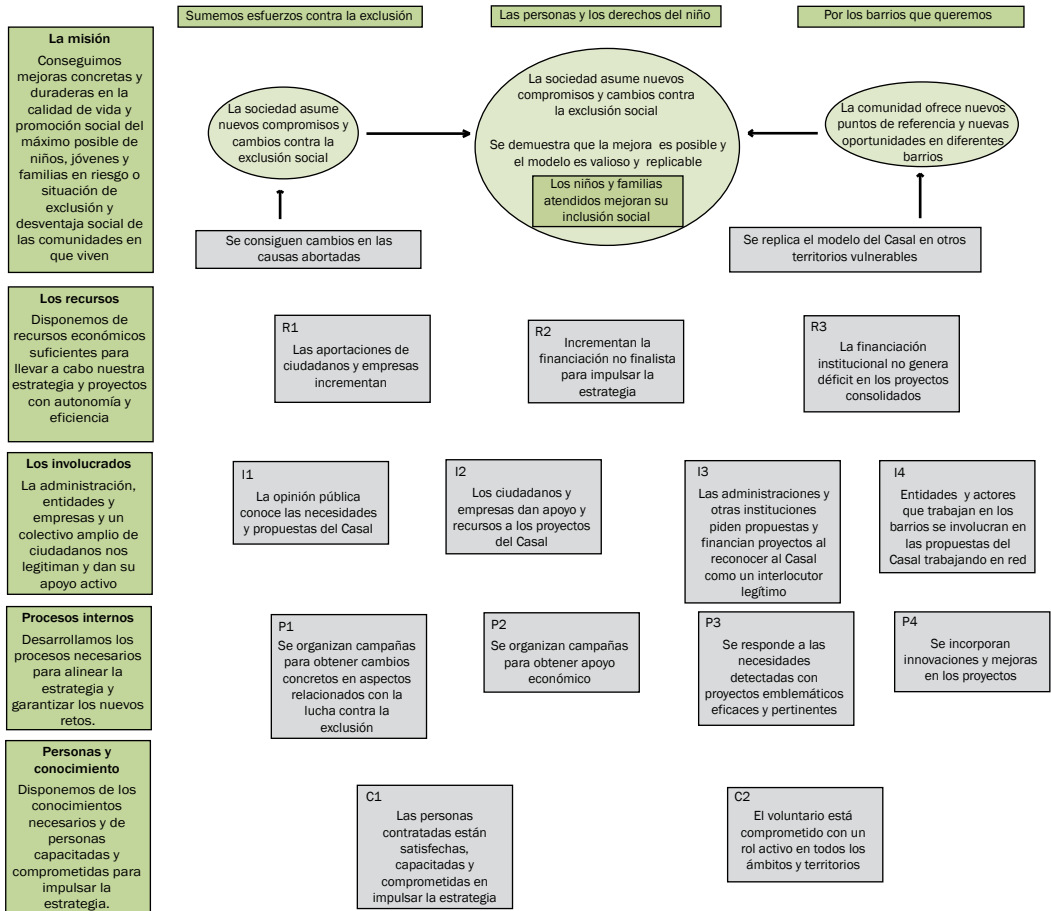 Sumemos esfuerzos contra la exclusión
Las personas y los derechos del niño
Por los barrios que queremos
La misión
Conseguimos
mejoras concretas y
duraderas en la
calidad de vida y
promoción social del
máximo posible de
niños, jóvenes y
familias en riesgo o
situación de
exclusión y
desventaja social de
las comunidades en
que viven
La sociedad asume
nuevos compromisos y
cambios contra la
exclusión social
La sociedad asume nuevos
compromisos y cambios contra
la exclusión social
Se demuestra que la mejora es posible y
el modelo es valioso y replicable
Los niños y familias
atendidos mejoran su
inclusión social
La comunidad ofrece nuevos
puntos de referencia y nuevas
oportunidades en diferentes
barrios
Se consiguen cambios en las
causas abortadas
Se replica el modelo del Casal en otros
territorios vulnerables
Los recursos
Disponemos de
recursos económicos
suficientes para
llevar a cabo nuestra
estrategia y proyectos
con autonomía y
eficiencia
R1
Las aportaciones de
ciudadanos y empresas
incrementan
R2
Incrementan la
financiación no finalista
para impulsar la
estrategia
R3
La financiación
institucional no genera
déficit en los proyectos
consolidados
Los involucrados
La administración,
entidades y
empresas y un
colectivo amplio de
ciudadanos nos
legitiman y dan su
apoyo activo
I1
La opinión pública
conoce las necesidades
y propuestas del Casal
I2
Los ciudadanos y
empresas dan apoyo y
recursos a los proyectos
del Casal
I3
Las administraciones y
otras instituciones
piden propuestas y
financian proyectos al
reconocer al Casal
como un interlocutor
legítimo
I4
Entidades y actores
que trabajan en los
barrios se involucran en
las propuestas del
Casal trabajando en red
Procesos internos
Desarrollamos los
procesos necesarios
para alinear la
estrategia y
garantizar los nuevos
retos.
P1
Se organizan campañas
para obtener cambios
concretos en aspectos
relacionados con la
lucha contra la
exclusión
P2
Se organizan campañas
para obtener apoyo
económico
P3
Se responde a las
necesidades
detectadas con
proyectos emblemáticos
eficaces y pertinentes
P4
Se incorporan
innovaciones y mejoras
en los proyectos
Personas y
conocimiento
Disponemos de los
conocimientos
necesarios y de
personas
capacitadas y
comprometidas para
impulsar la
estrategia.
C1
Las personas
contratadas están
satisfechas,
capacitadas y
comprometidas en
impulsar la estrategia
C2
El voluntario está
comprometido con un
rol activo en todos los
ámbitos y territorios